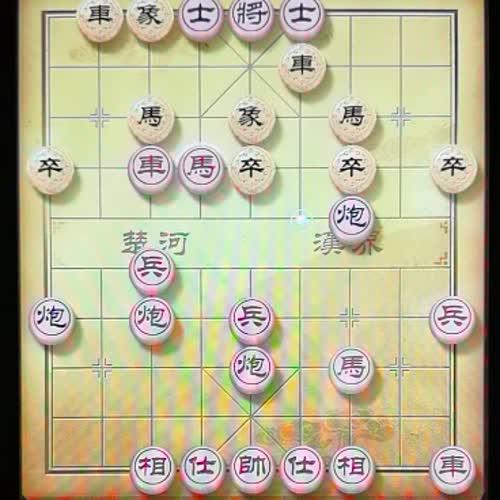 車象士將士
車
馬象馬
卒車馬卒卒卒
炮
楚河 漢界
兵
炮炮兵兵
炮馬
相仕帥仕相車